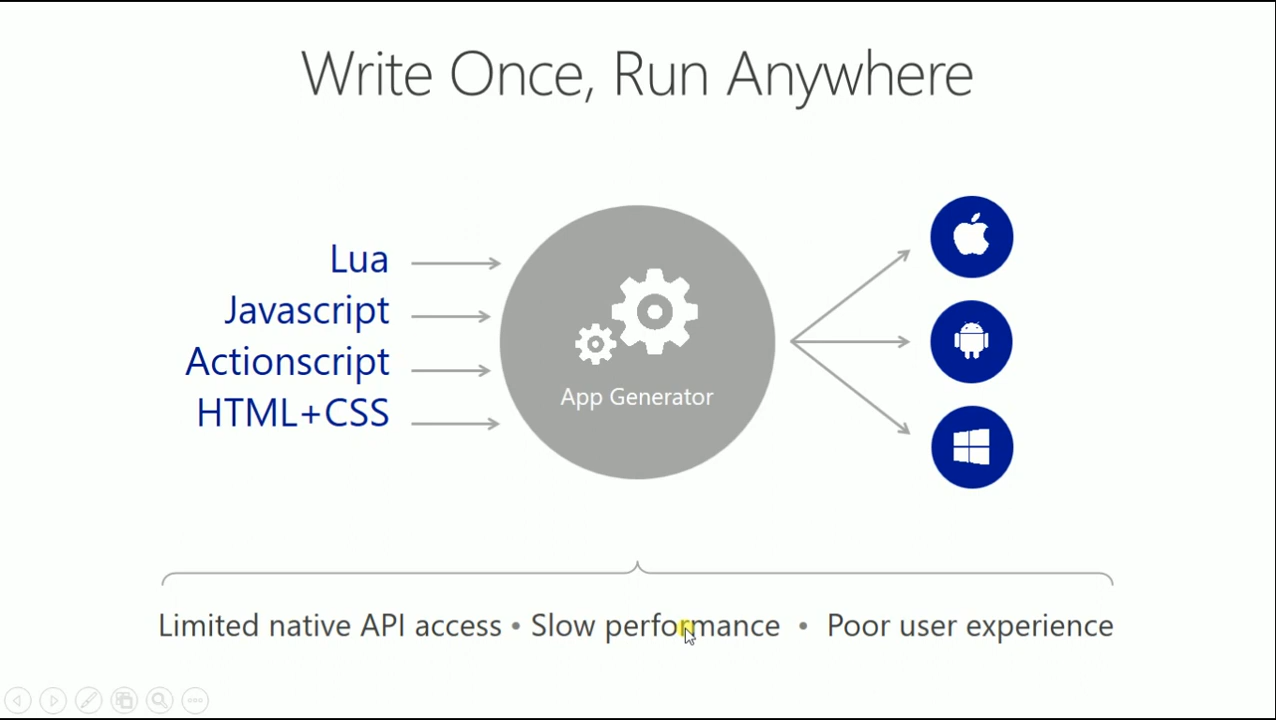 Write Once, Run Anywhere
Lua
Javascript
Actionscript
HTML+CSS
App Generator
Limited native API access • Slow performance • Poor user experience